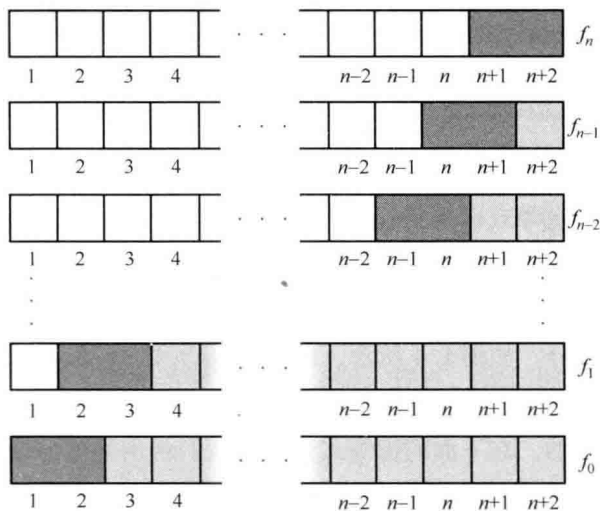 · · · f_n
1 2 3 4 n–2 n–1 n n+1 n+2
· · · f_{n–1}
1 2 3 4 n–2 n–1 n n+1 n+2
· · · f_{n–2}
1 2 3 4 n–2 n–1 n n+1 n+2
· · · f_1
1 2 3 4 n–2 n–1 n n+1 n+2
· · · f_0
1 2 3 4 n–2 n–1 n n+1 n+2